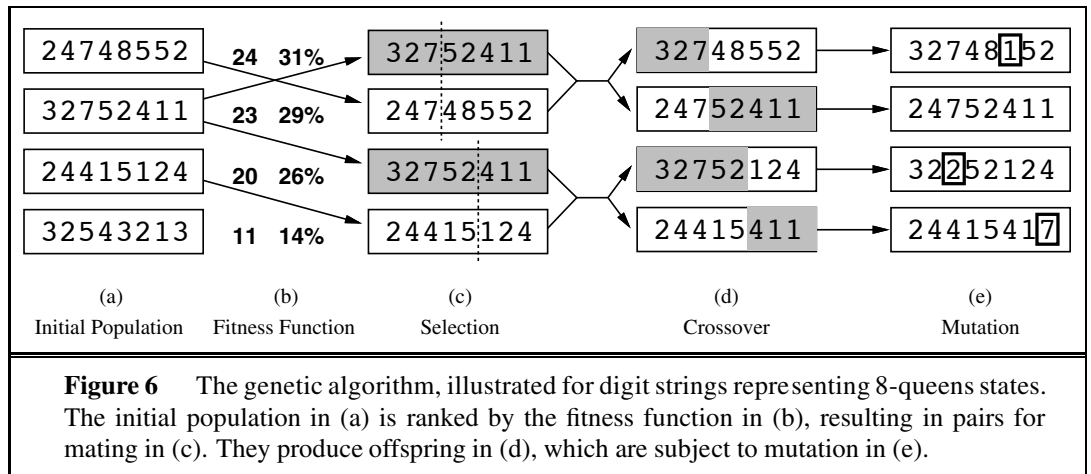 24748552 24 31% 32752411 32748552 32748152
32752411 23 29% 24748552 24752411 24752411
24415124 20 26% 32752411 32752124 32252124
32543213 11 14% 24415124 24415411 24415417
(a) (b) (c) (d) (e)
Initial Population Fitness Function Selection Crossover Mutation
Figure 6 The genetic algorithm, illustrated for digit strings representing 8-queens states.
The initial population in (a) is ranked by the fitness function in (b), resulting in pairs for
mating in (c). They produce offspring in (d), which are subject to mutation in (e).